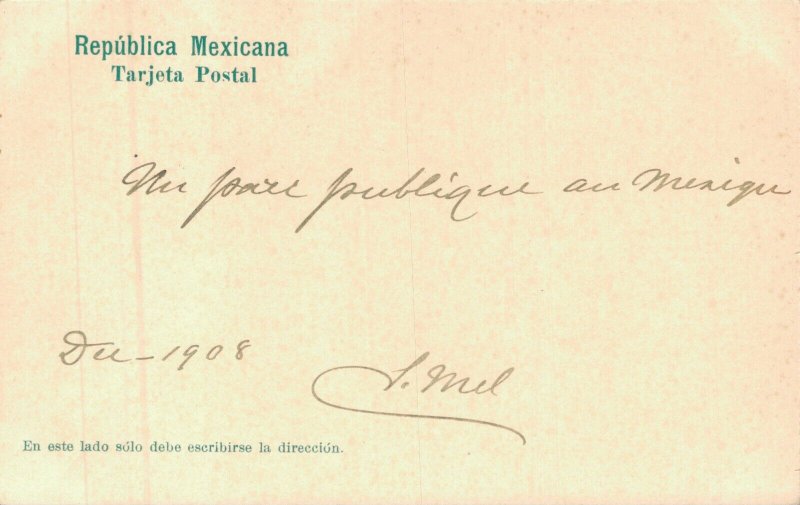 República Mexicana
Tarjeta Postal
Un parc publique au Mexique
Dec - 1908
S. Mel
En este lado sólo debe escribirse la dirección.